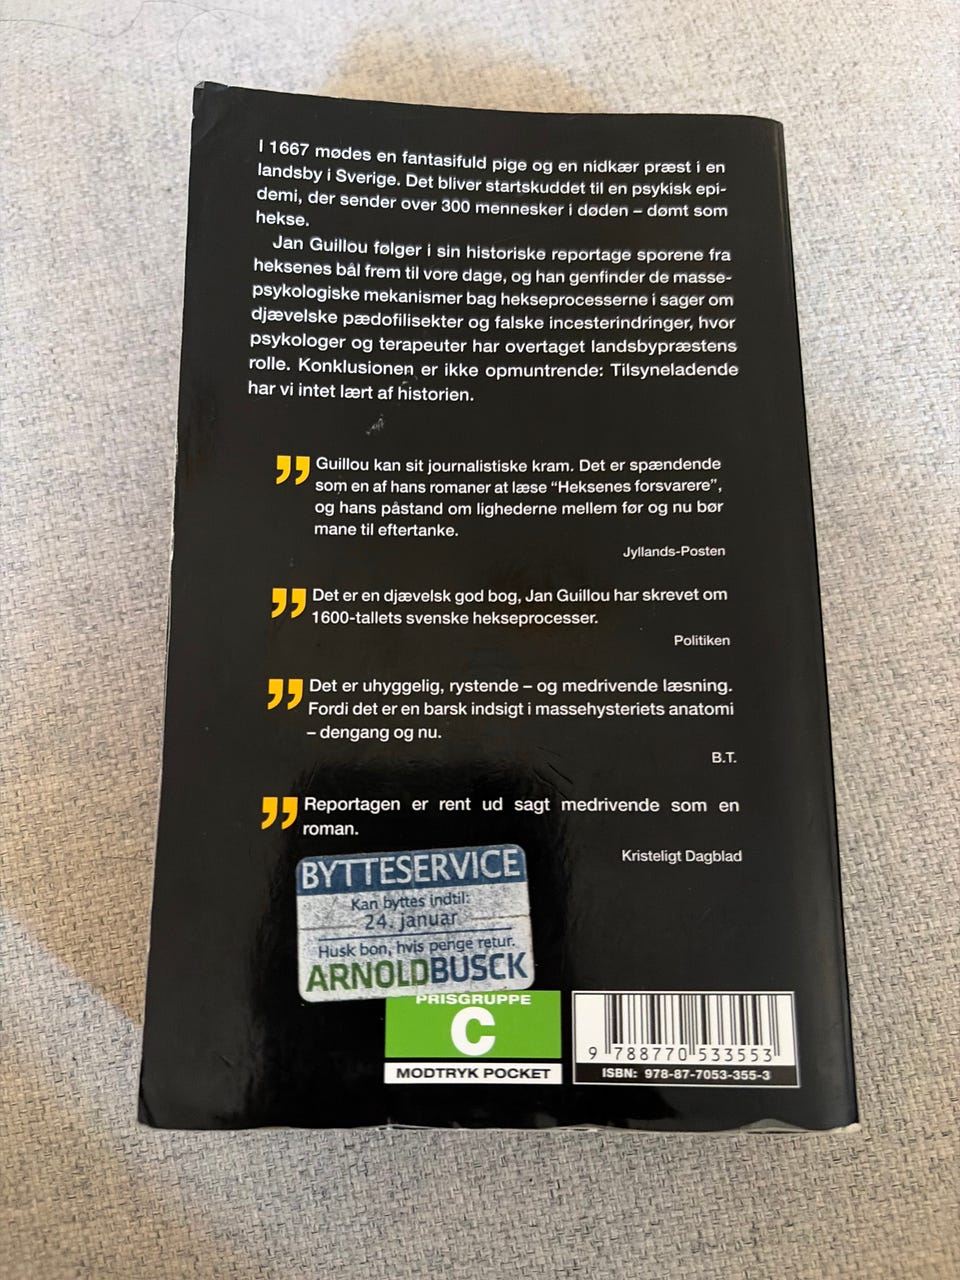 I 1667 mødes en fantasifuld pige og en nidkær præst i en
landsby i Sverige. Det bliver startskuddet til en psykisk epi-
demi, der sender over 300 mennesker i døden – dømt som
hekse.
Jan Guillou følger i sin historiske reportage sporene fra
heksenes bål frem til vore dage, og han genfinder de masse-
psykologiske mekanismer bag hekseprocesserne i sager om
djævelske pædofilisekter og falske incesterindringer, hvor
psykologer og terapeuter har overtaget landsbypræstens
rolle. Konklusionen er ikke opmuntrende: Tilsyneladende
har vi intet lært af historien.
” Guillou kan sit journalistiske kram. Det er spændende
som en af hans romaner at læse “Heksenes forsvarere”,
og hans påstand om lighederne mellem før og nu bør
mane til eftertanke.
Jyllands-Posten
” Det er en djævelsk god bog, Jan Guillou har skrevet om
1600-tallets svenske hekseprocesser.
Politiken
” Det er uhyggelig, rystende – og medrivende læsning.
Fordi det er en barsk indsigt i massehysteriets anatomi
– dengang og nu.
B.T.
” Reportagen er rent ud sagt medrivende som en
roman.
Kristeligt Dagblad
BYTTESERVICE
Kan byttes indtil:
24. januar
Husk bon, hvis penge retur.
ARNOLDBUSCK
PRISGRUPPE
C
MODTRYK POCKET
9 788770 533553
ISBN: 978-87-7053-355-3